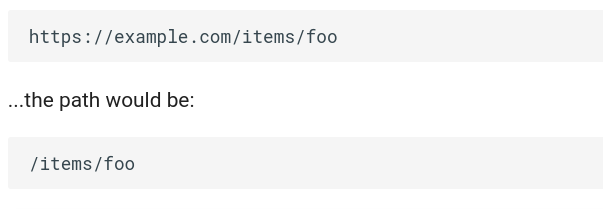 https://example.com/items/foo
...the path would be:
/items/foo